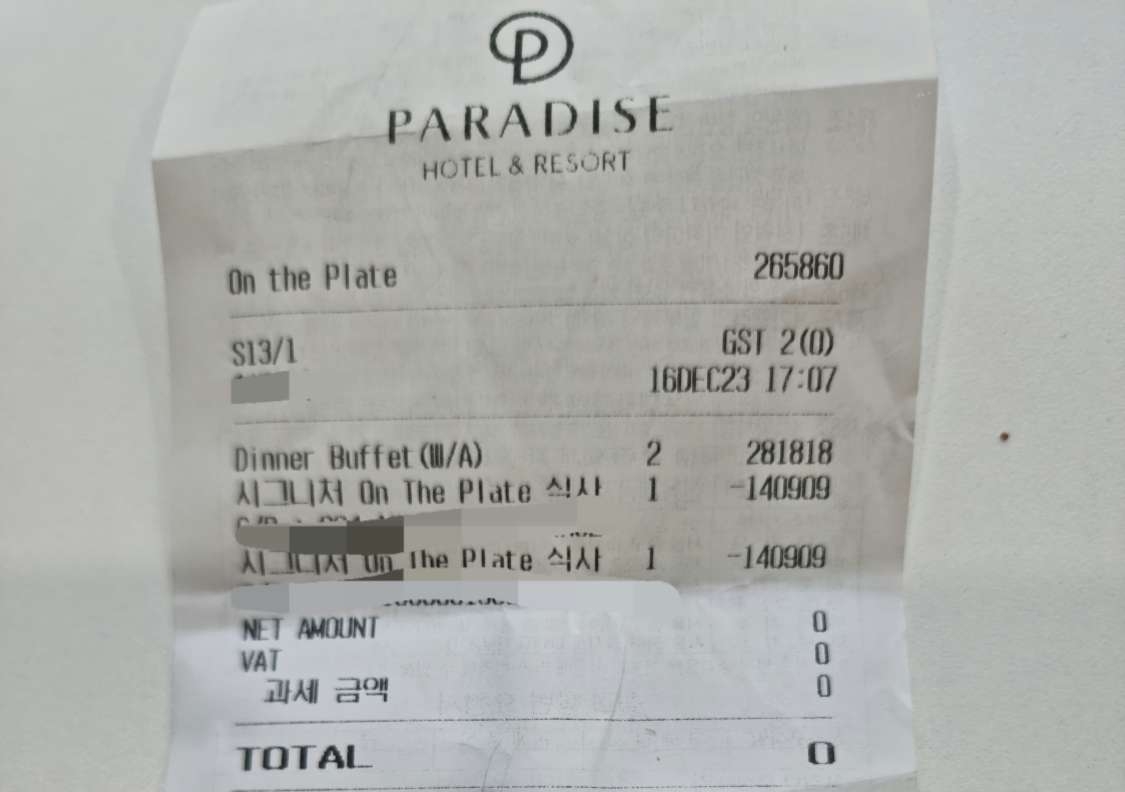 PARADISE
HOTEL & RESORT
On the Plate 265860
S13/1 GST 2(0)
16DEC23 17:07
Dinner Buffet(W/A) 2 281818
시그니처 On The Plate 식사 1 -140909
시그니처 On The Plate 식사 1 -140909
NET AMOUNT 0
VAT 0
과세 금액 0
TOTAL 0